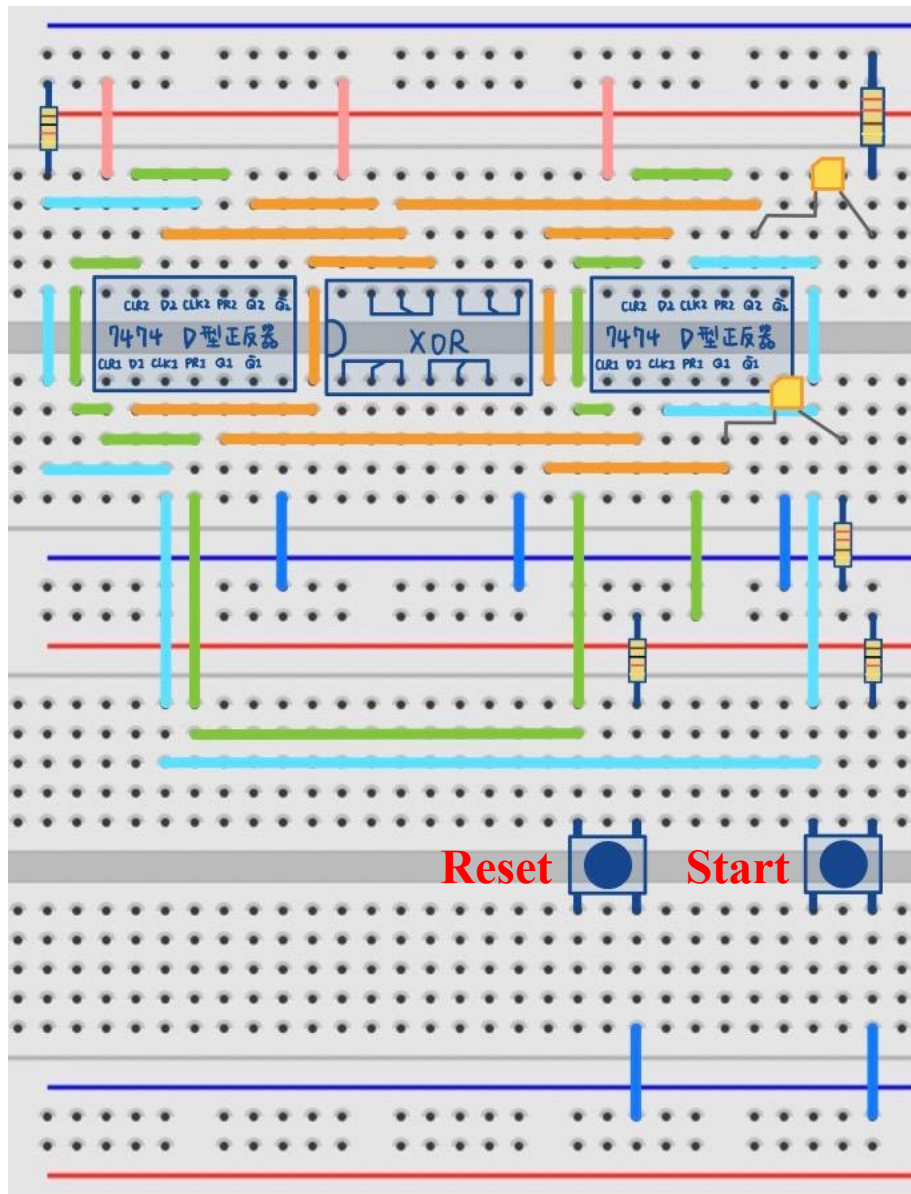 CLR2 D2 CLK2 PR2 Q2 Q̅2
7474 D型正反器
CLR1 D1 CLK1 PR1 Q1 Q̅1
XOR
CLR2 D2 CLK2 PR2 Q2 Q̅2
7474 D型正反器
CLR1 D1 CLK1 PR1 Q1 Q̅1
Reset
Start